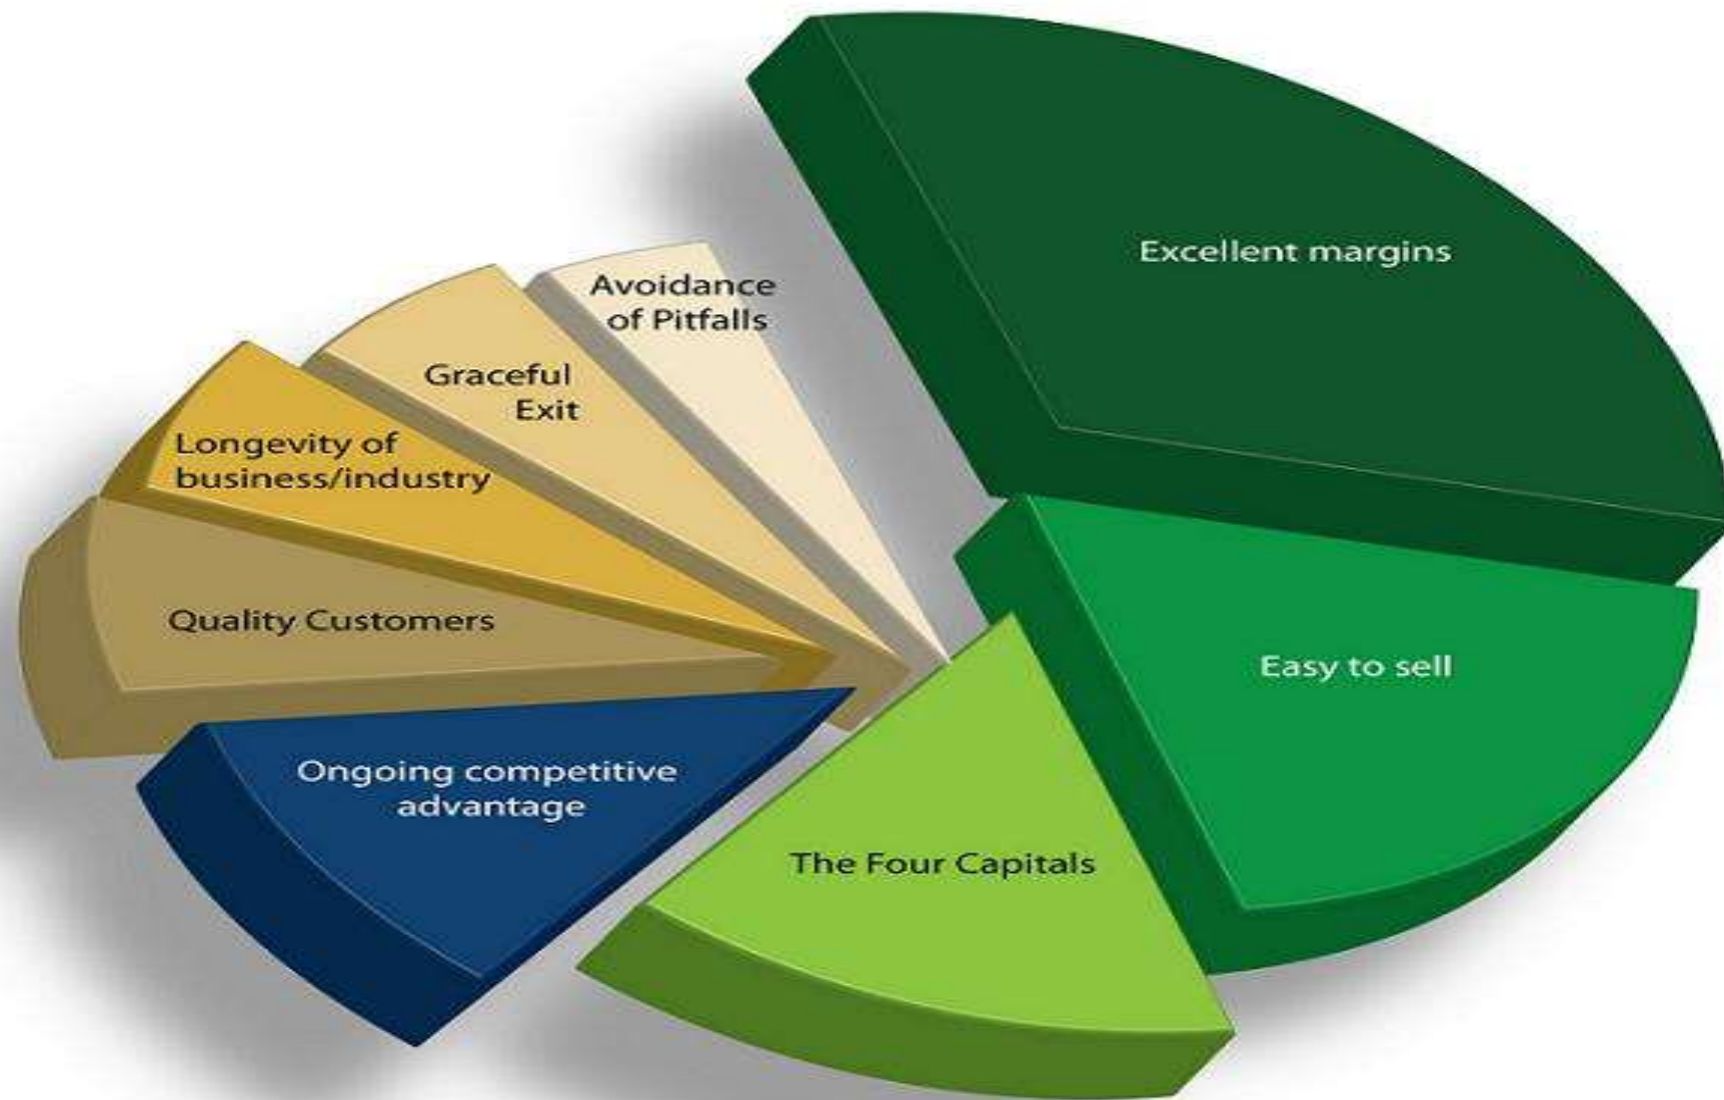 Excellent margins
Avoidance
of Pitfalls
Graceful
Exit
Longevity of
business/industry
Quality Customers
Easy to sell
Ongoing competitive
advantage
The Four Capitals